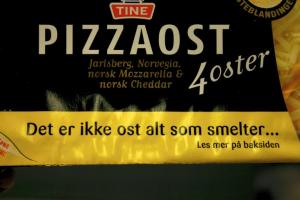 TINE
PIZZAOST
Jarlsberg, Norvegia,
norsk Mozzarella &
norsk Cheddar
4oster
Det er ikke ost alt som smelter...
Les mer på baksiden